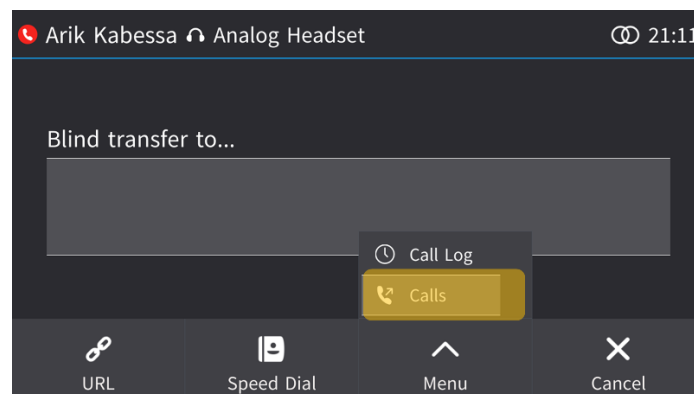 Arik Kabessa Analog Headset 21:11
Blind transfer to...
Call Log
Calls
URL Speed Dial Menu Cancel